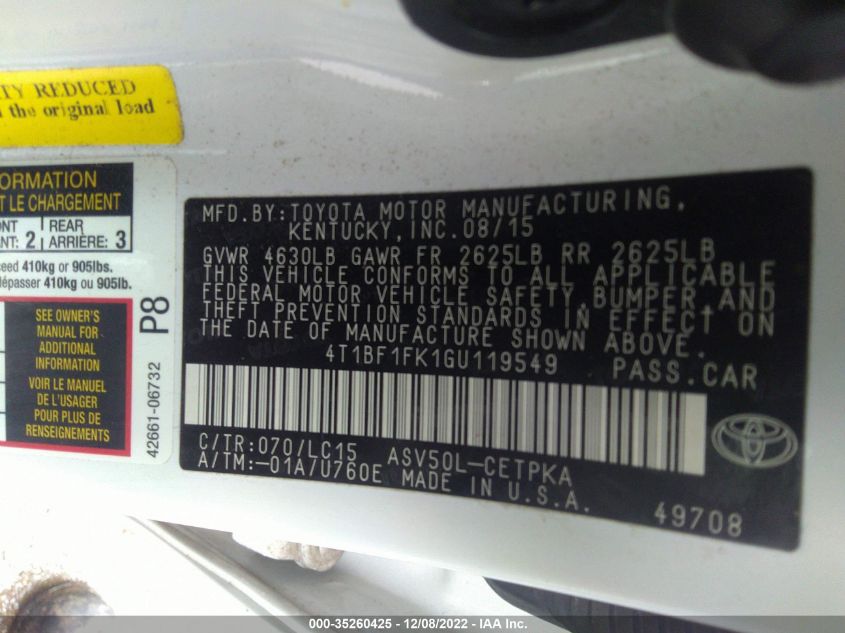 TY REDUCED
the original load
ORMATION
T LE CHARGEMENT
NT REAR
NT: 2 ARRIÈRE: 3
ceed 410kg or 905lbs.
dépasser 410kg ou 905lb.
SEE OWNER'S
MANUAL FOR
ADDITIONAL
INFORMATION
VOIR LE MANUEL
DE L'USAGER
POUR PLUS DE
RENSEIGNEMENTS
P8
42661-06732
MFD.BY:TOYOTA MOTOR MANUFACTURING,
KENTUCKY,INC.08/15
GVWR 4630LB GAWR FR 2625LB RR 2625LB
THIS VEHICLE CONFORMS TO ALL APPLICABLE
FEDERAL MOTOR VEHICLE SAFETY,BUMPER,AND
THEFT PREVENTION STANDARDS IN EFFECT ON
THE DATE OF MANUFACTURE SHOWN ABOVE.
4T1BF1FK1GU119549 PASS.CAR
C/TR:070/LC15 ASV50L-CETPKA
A/TM:-01A/U760E MADE IN U.S.A.
49708
000-35260425 - 12/08/2022 - IAA, Inc.